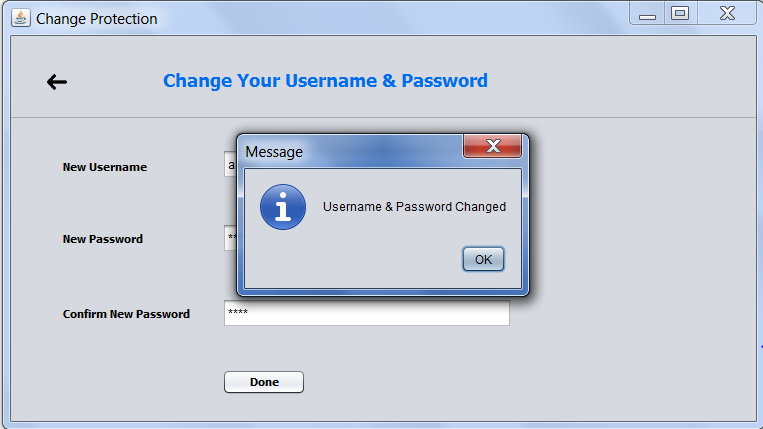 Change Protection
Change Your Username & Password
Message
New Username
a
Username & Password Changed
New Password
**
OK
Confirm New Password
****
Done